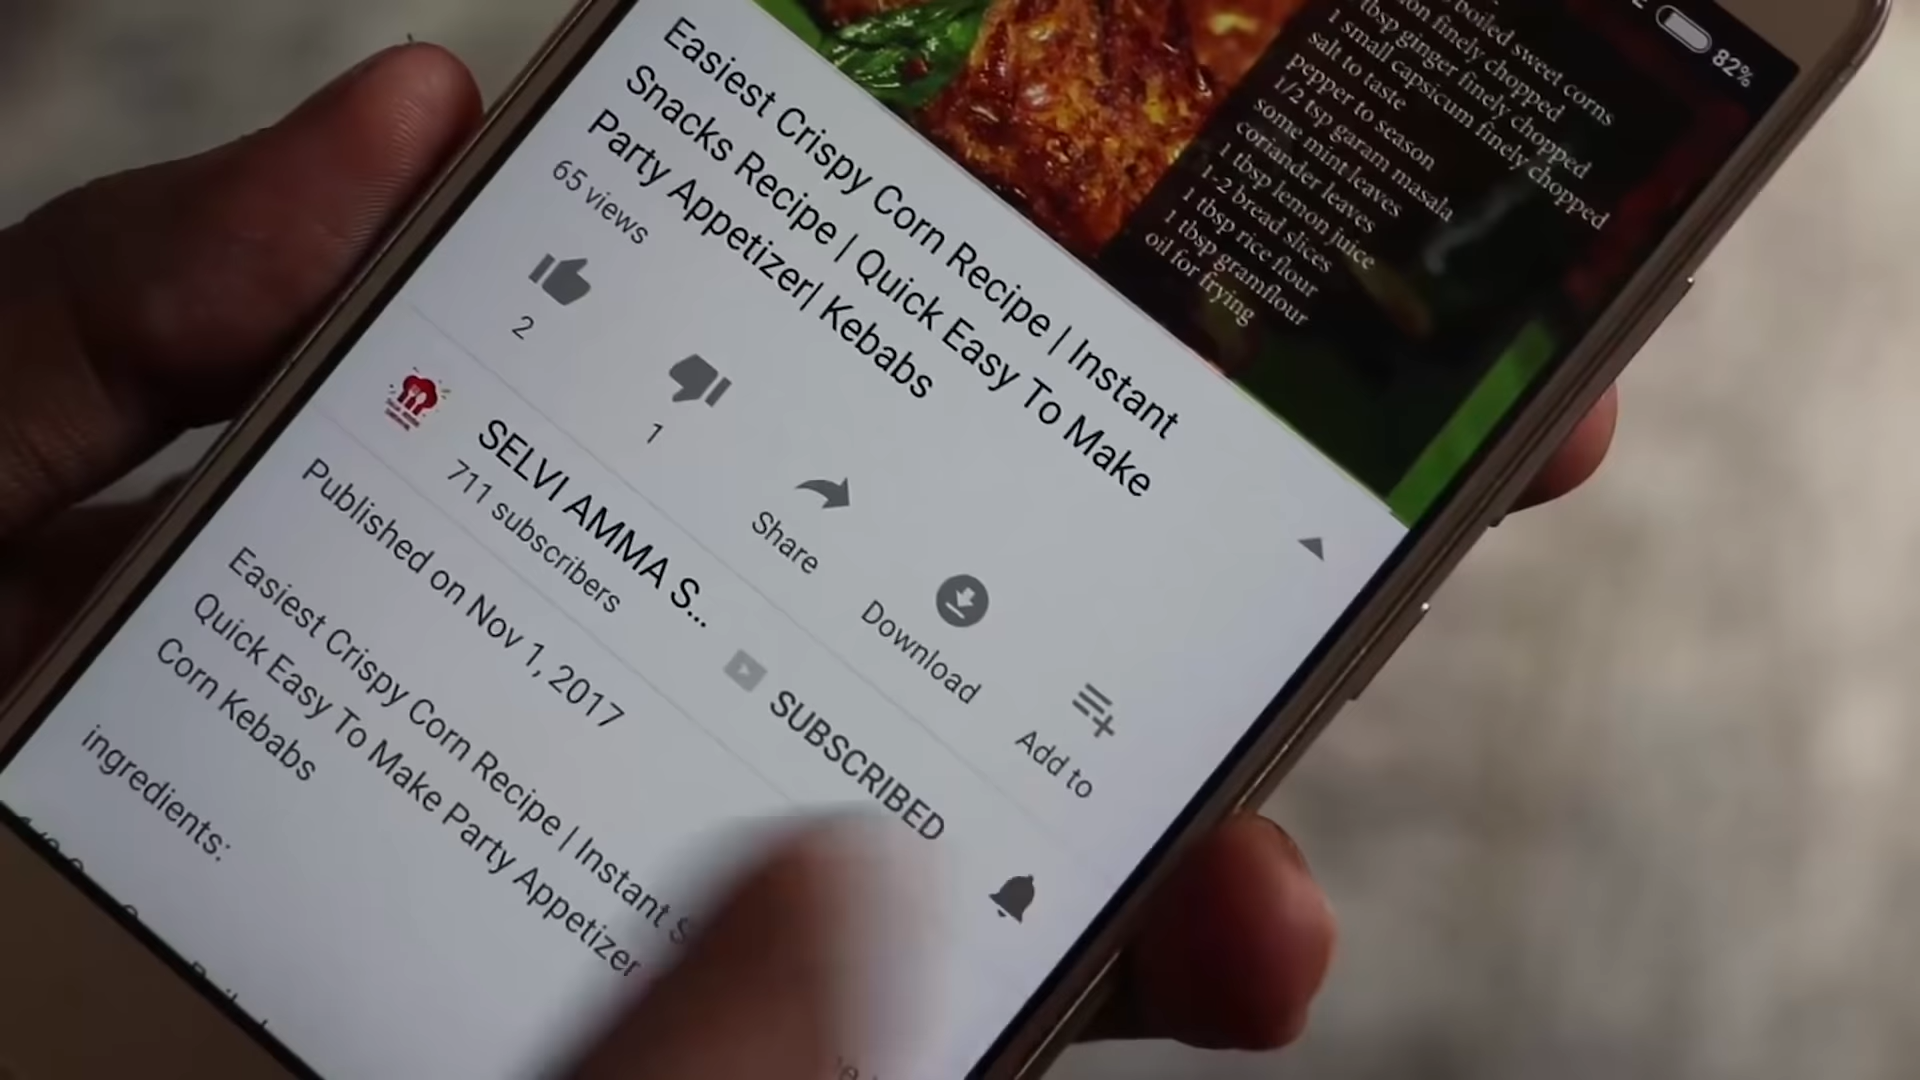 82%
boiled sweet corns
on finely chopped
tbsp ginger finely chopped
1 small capsicum finely chopped
salt to taste
pepper to season
1/2 tsp garam masala
some mint leaves
coriander leaves
1 tbsp lemon juice
1-2 bread slices
1 tbsp rice flour
1 tbsp gramflour
oil for frying
Easiest Crispy Corn Recipe | Instant
Snacks Recipe | Quick Easy To Make
Party Appetizer| Kebabs
65 views
2
1
Share
Download
Add to
SELVI AMMA S...
711 subscribers
SUBSCRIBED
Published on Nov 1, 2017
Easiest Crispy Corn Recipe | Instant S
Quick Easy To Make Party Appetizer
Corn Kebabs
ingredients: